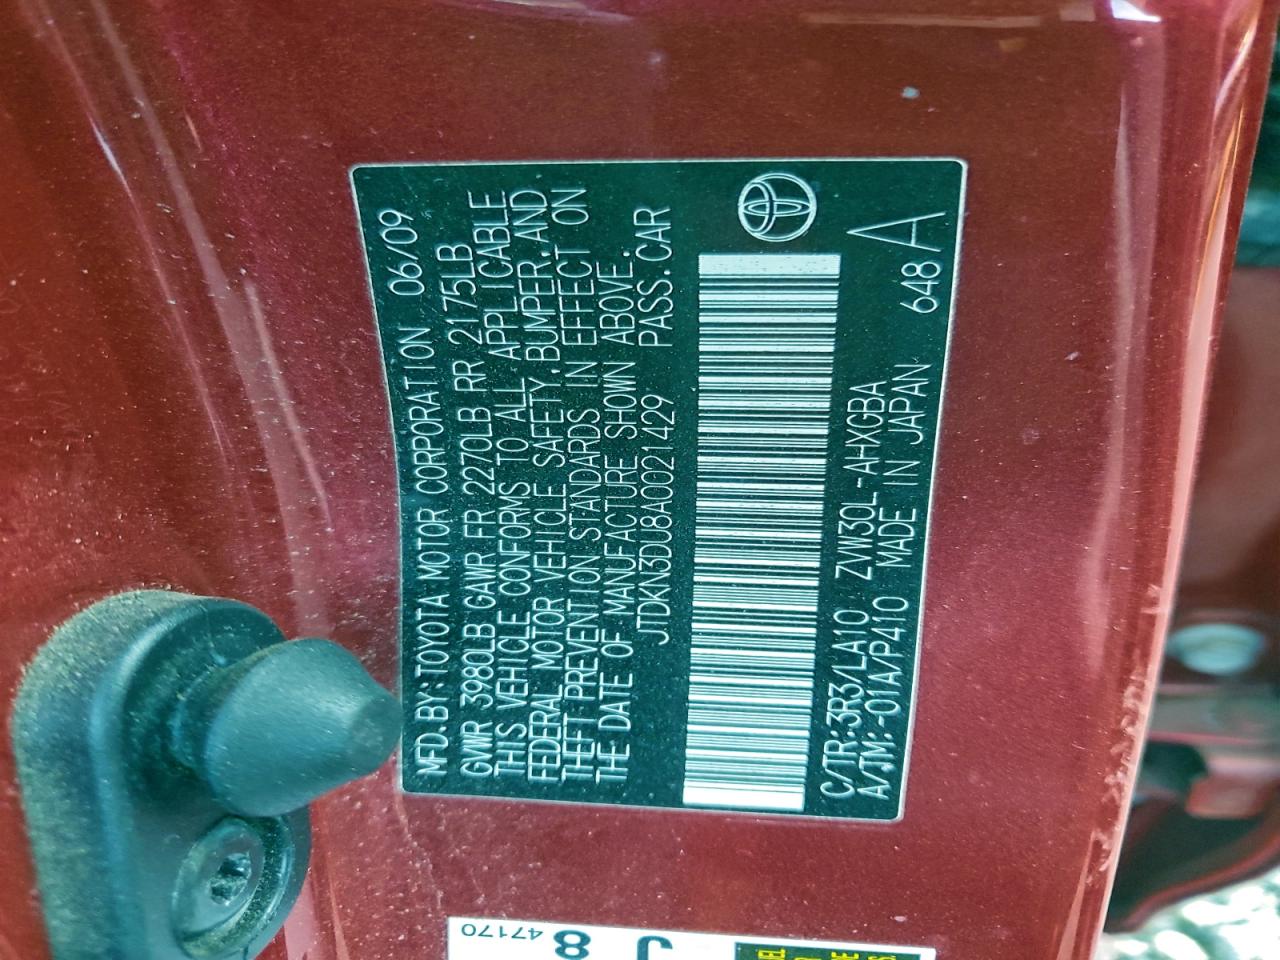 MFD.BY:TOYOTA MOTOR CORPORATION 06/09
GVWR 3980LB GAWR FR 2270LB RR 2175LB
THIS VEHICLE CONFORMS TO ALL APPLICABLE
FEDERAL MOTOR VEHICLE SAFETY,BUMPER,AND
THEFT PREVENTION STANDARDS IN EFFECT ON
THE DATE OF MANUFACTURE SHOWN ABOVE.
JTDKN3DU8A0021429 PASS.CAR
C/TR:3R3/LA10 ZVW30L-AHXGBA
A/TM:-01A/P410 MADE IN JAPAN 648 A
47170
8
J